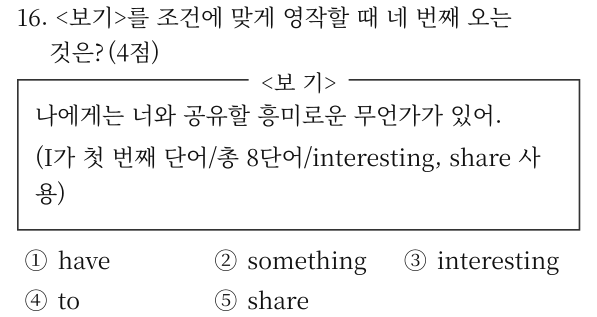 16. <보기>를 조건에 맞게 영작할 때 네 번째 오는
것은? (4점)
<보 기>
나에게는 너와 공유할 흥미로운 무언가가 있어.
(I가 첫 번째 단어/총 8단어/interesting, share 사
용)
① have ② something ③ interesting
④ to ⑤ share